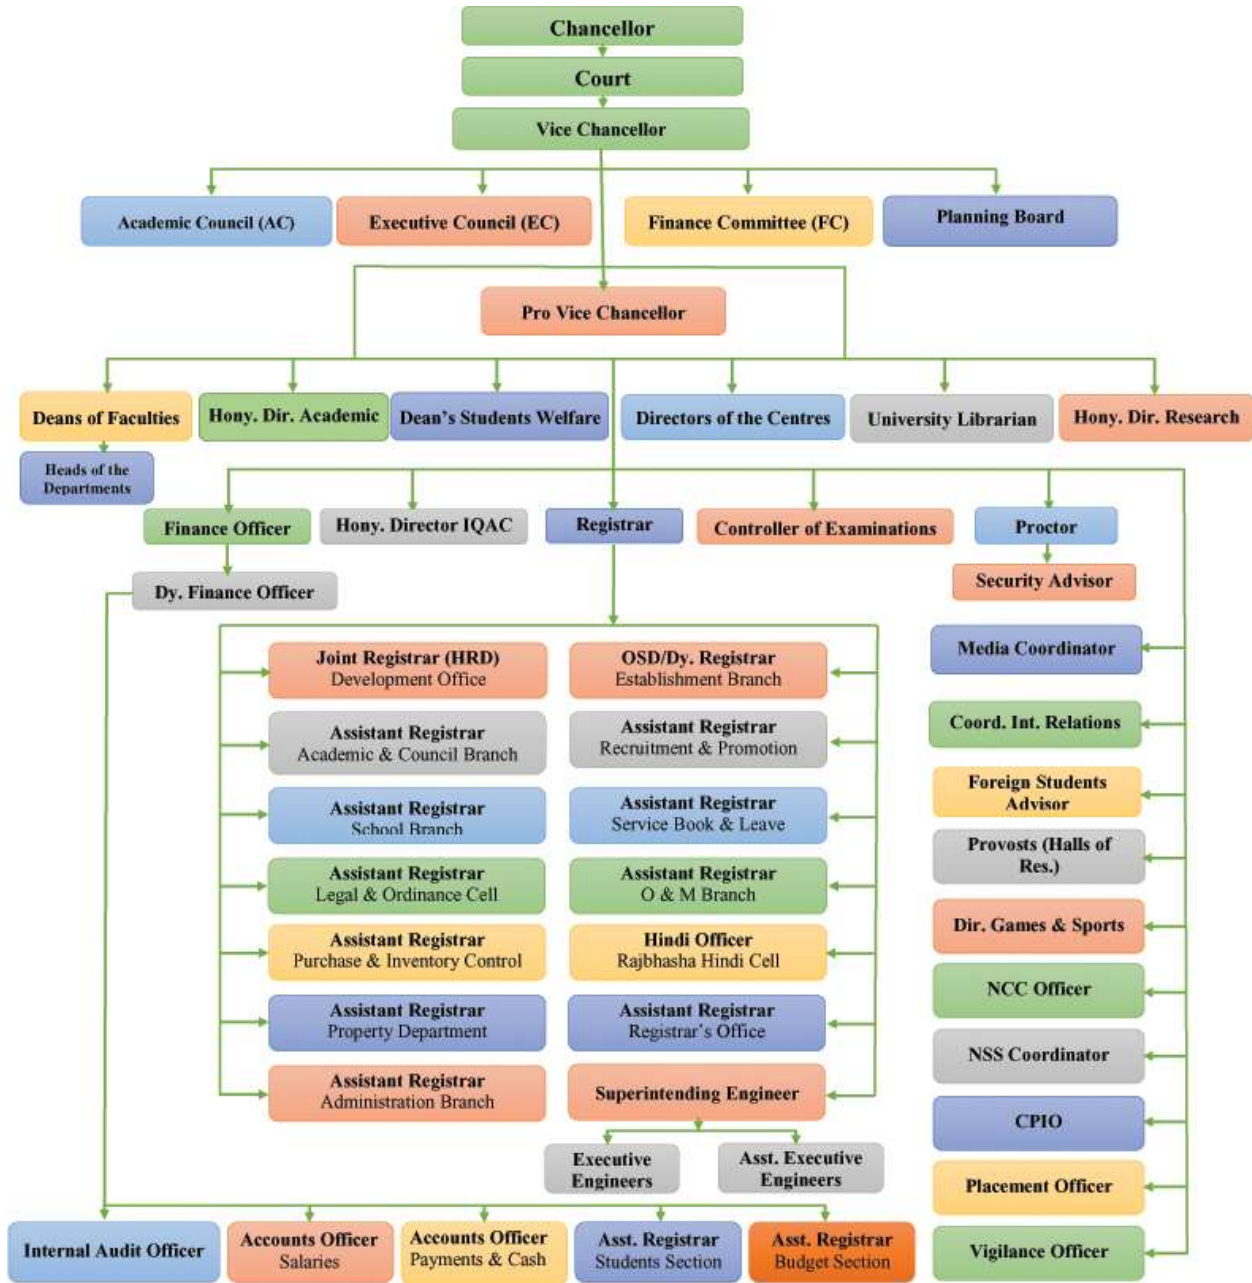 Chancellor
Court
Vice Chancellor
Academic Council (AC)
Executive Council (EC)
Finance Committee (FC)
Planning Board
Pro Vice Chancellor
Deans of Faculties
Hony. Dir. Academic
Dean's Students Welfare
Directors of the Centres
University Librarian
Hony. Dir. Research
Heads of the
Departments
Finance Officer
Hony. Director IQAC
Registrar
Controller of Examinations
Proctor
Dy. Finance Officer
Security Advisor
Joint Registrar (HRD)
Development Office
OSD/Dy. Registrar
Establishment Branch
Assistant Registrar
Academic & Council Branch
Assistant Registrar
Recruitment & Promotion
Assistant Registrar
School Branch
Assistant Registrar
Service Book & Leave
Assistant Registrar
Legal & Ordinance Cell
Assistant Registrar
O & M Branch
Assistant Registrar
Purchase & Inventory Control
Hindi Officer
Rajbhasha Hindi Cell
Assistant Registrar
Property Department
Assistant Registrar
Registrar's Office
Assistant Registrar
Administration Branch
Superintending Engineer
Executive
Engineers
Asst. Executive
Engineers
Media Coordinator
Coord. Int. Relations
Foreign Students
Advisor
Provosts (Halls of
Res.)
Dir. Games & Sports
NCC Officer
NSS Coordinator
CPIO
Placement Officer
Vigilance Officer
Internal Audit Officer
Accounts Officer
Salaries
Accounts Officer
Payments & Cash
Asst. Registrar
Students Section
Asst. Registrar
Budget Section